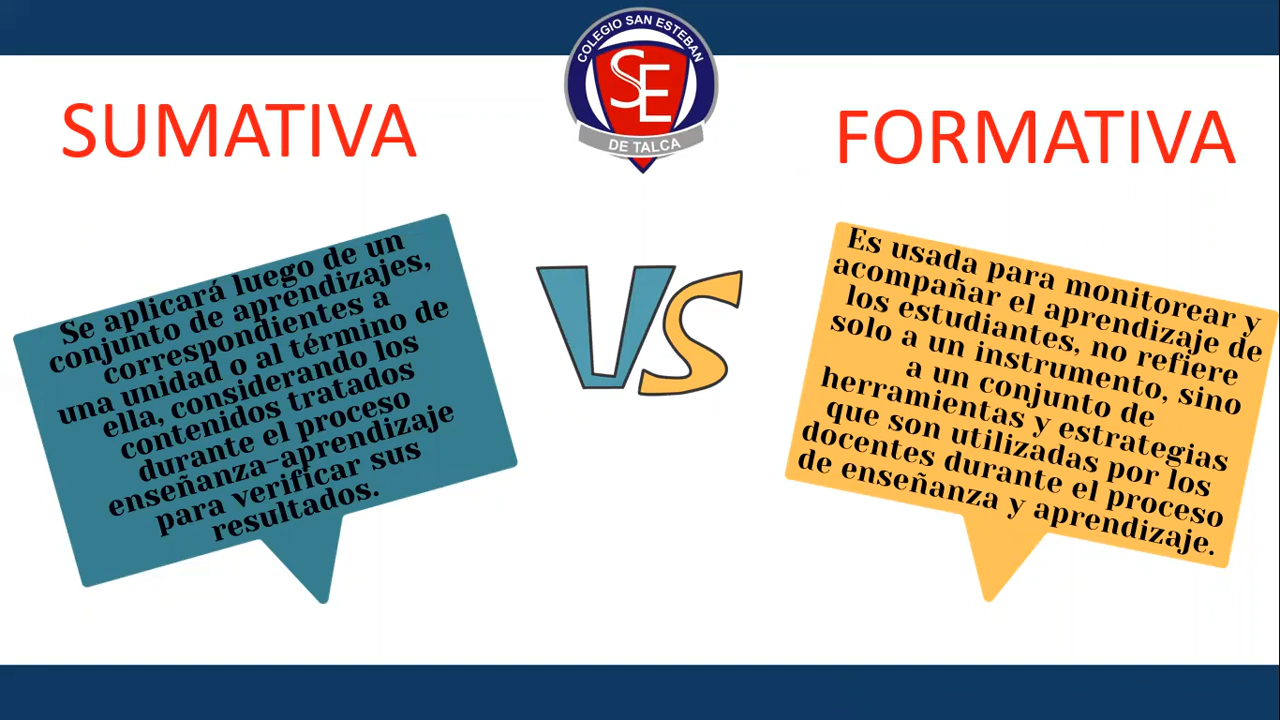 COLEGIO SAN ESTEBAN
SE
DE TALCA
SUMATIVA
FORMATIVA
Se aplicará luego de un
conjunto de aprendizajes,
correspondientes a
una unidad o al término de
ella, considerando los
contenidos tratados
durante el proceso
enseñanza-aprendizaje
para verificar sus
resultados.
VS
Es usada para monitorear y
acompañar el aprendizaje de
los estudiantes, no refiere
solo a un instrumento, sino
a un conjunto de
herramientas y estrategias
que son utilizadas por los
docentes durante el proceso
de enseñanza y aprendizaje.